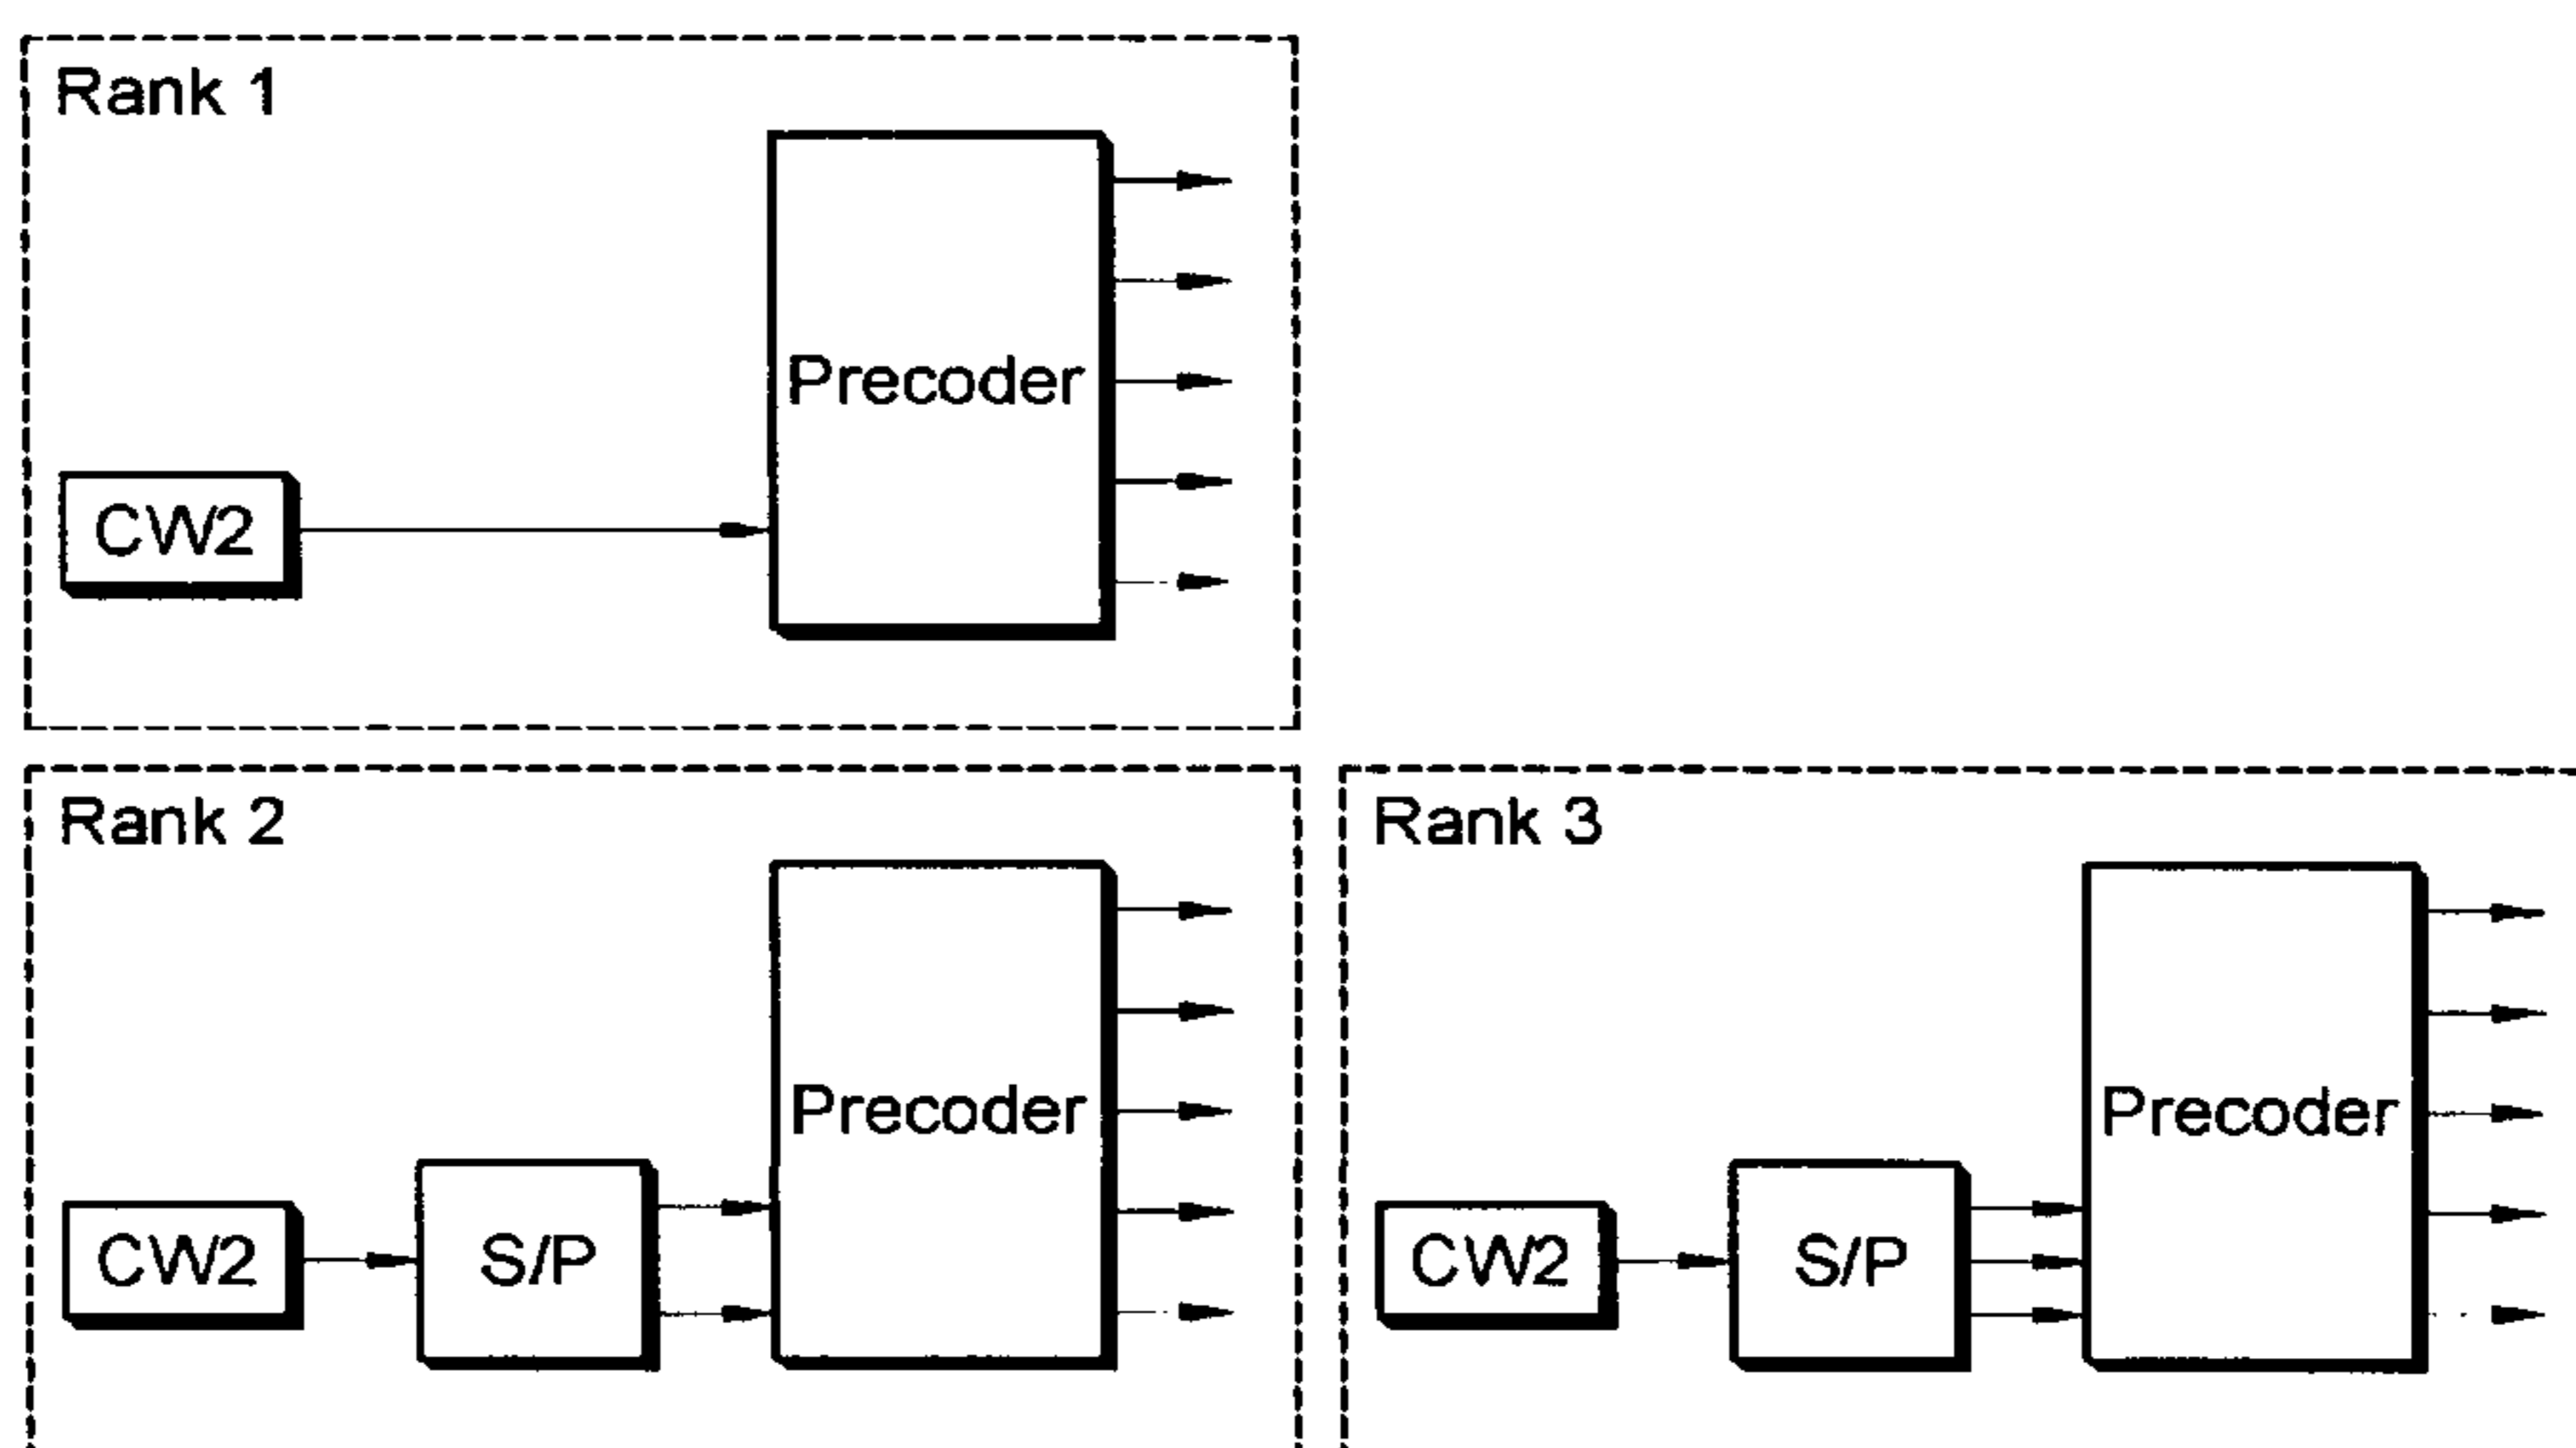 Rank 1
Precoder
CW2
Rank 2
Precoder
CW2
S/P
Rank 3
Precoder
CW2
S/P